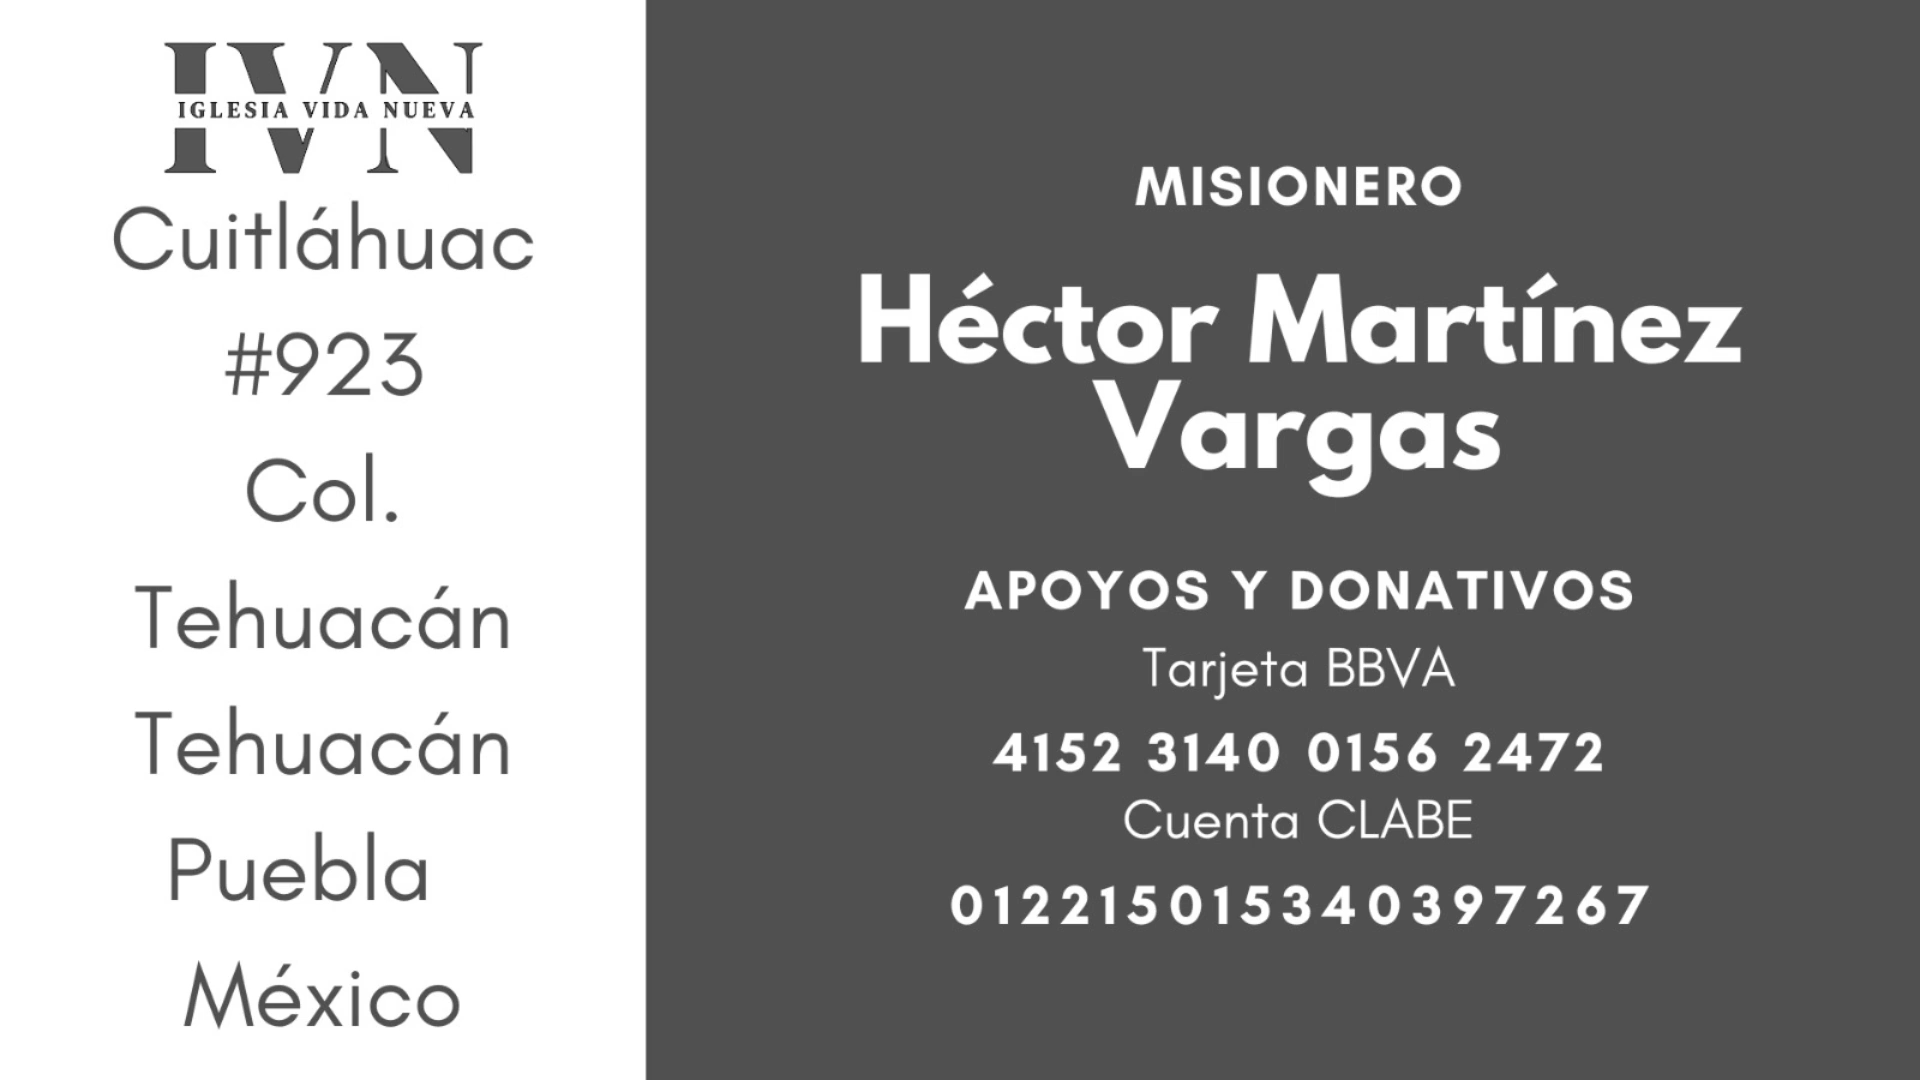 IVN
IGLESIA VIDA NUEVA
Cuitláhuac
#923
Col.
Tehuacán
Tehuacán
Puebla
México
MISIONERO
Héctor Martínez
Vargas
APOYOS Y DONATIVOS
Tarjeta BBVA
4152 3140 0156 2472
Cuenta CLABE
012215015340397267